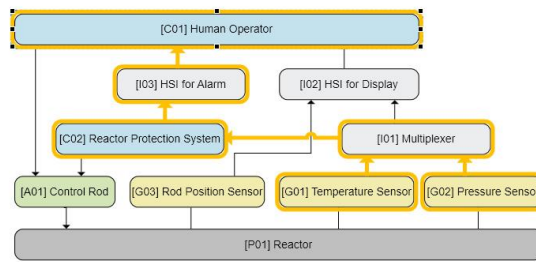 [C01] Human Operator
[I03] HSI for Alarm
[I02] HSI for Display
[C02] Reactor Protection System
[I01] Multiplexer
[A01] Control Rod
[G03] Rod Position Sensor
[G01] Temperature Sensor
[G02] Pressure Senso
[P01] Reactor